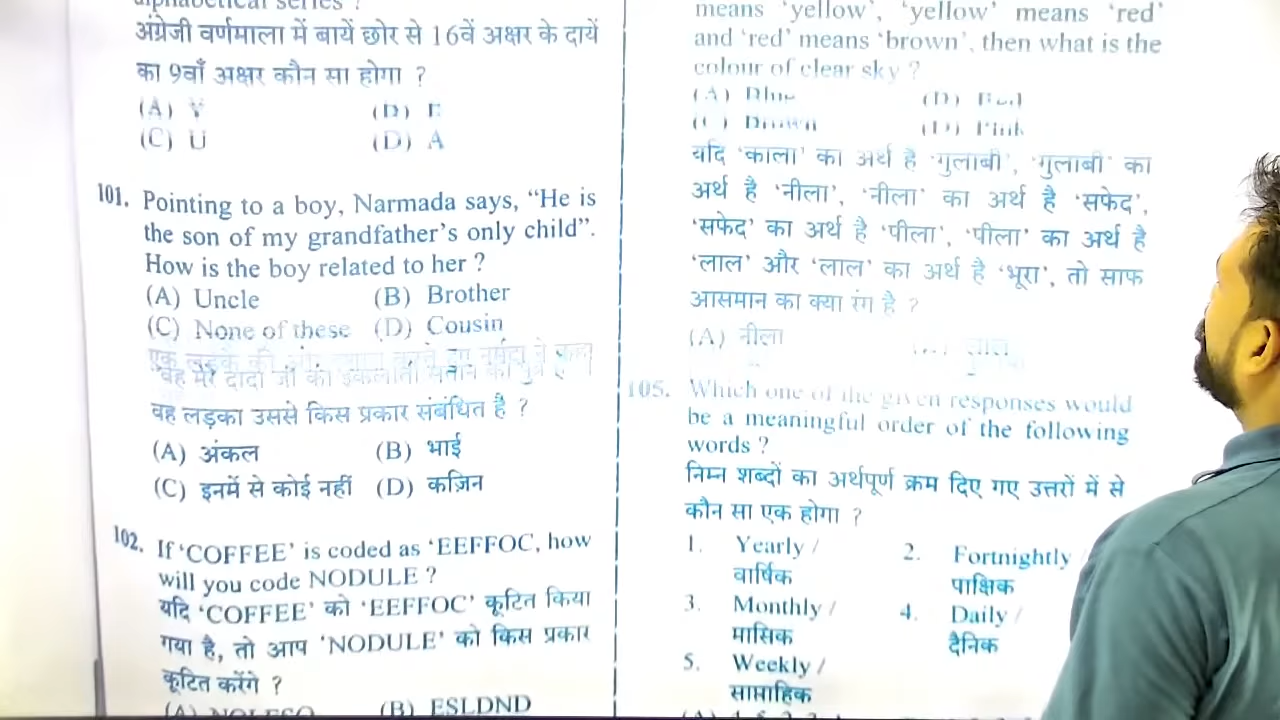 अंग्रेजी वर्णमाला में बायें छोर से 16वें अक्षर के दायें
का 9वाँ अक्षर कौन सा होगा ?
(A) Y (B) E
(C) U (D) A
101. Pointing to a boy, Narmada says, “He is
the son of my grandfather’s only child”.
How is the boy related to her ?
(A) Uncle (B) Brother
(C) None of these (D) Cousin
वह लड़का उससे किस प्रकार संबंधित है ?
(A) अंकल (B) भाई
(C) इनमें से कोई नहीं (D) कज़िन
102. If ‘COFFEE’ is coded as ‘EEFFOC, how
will you code NODULE ?
यदि ‘COFFEE’ को ‘EEFFOC’ कूटित किया
गया है, तो आप ‘NODULE’ को किस प्रकार
कूटित करेंगे ?
(B) ESLDND
means ‘yellow’, ‘yellow’ means ‘red’
and ‘red’ means ‘brown’, then what is the
colour of clear sky ?
(A) Blue (B) Red
(C) Brown (D) Pink
यदि ‘काला’ का अर्थ है ‘गुलाबी’, ‘गुलाबी’ का
अर्थ है ‘नीला’, ‘नीला’ का अर्थ है ‘सफेद’,
‘सफेद’ का अर्थ है ‘पीला’, ‘पीला’ का अर्थ है
‘लाल’ और ‘लाल’ का अर्थ है ‘भूरा’, तो साफ
आसमान का क्या रंग है ?
(A) नीला
105. Which one of the given responses would
be a meaningful order of the following
words ?
निम्न शब्दों का अर्थपूर्ण क्रम दिए गए उत्तरों में से
कौन सा एक होगा ?
1. Yearly / 2. Fortnightly
वार्षिक पाक्षिक
3. Monthly / 4. Daily /
मासिक दैनिक
5. Weekly /
साप्ताहिक